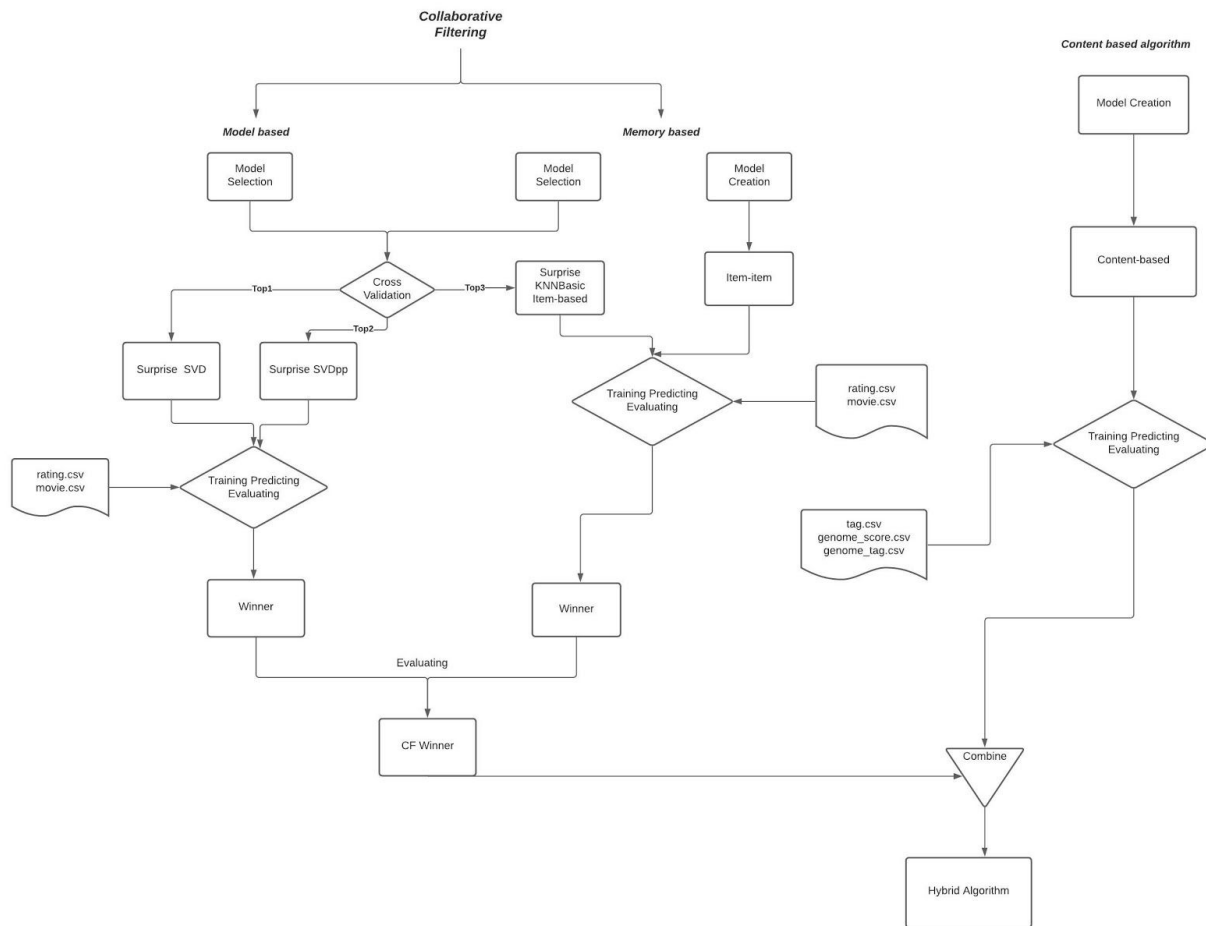 Collaborative
Filtering
Content based algorithm
Model Creation
Model based
Memory based
Model
Selection
Model
Selection
Model
Creation
Content-based
Cross
Validation
Top1
Top3
Top2
Surprise
KNNBasic
Item-based
Item-item
Surprise SVD
Surprise SVDpp
Training Predicting
Evaluating
rating.csv
movie.csv
Training Predicting
Evaluating
rating.csv
movie.csv
Training Predicting
Evaluating
tag.csv
genome_score.csv
genome_tag.csv
Winner
Winner
Evaluating
CF Winner
Combine
Hybrid Algorithm